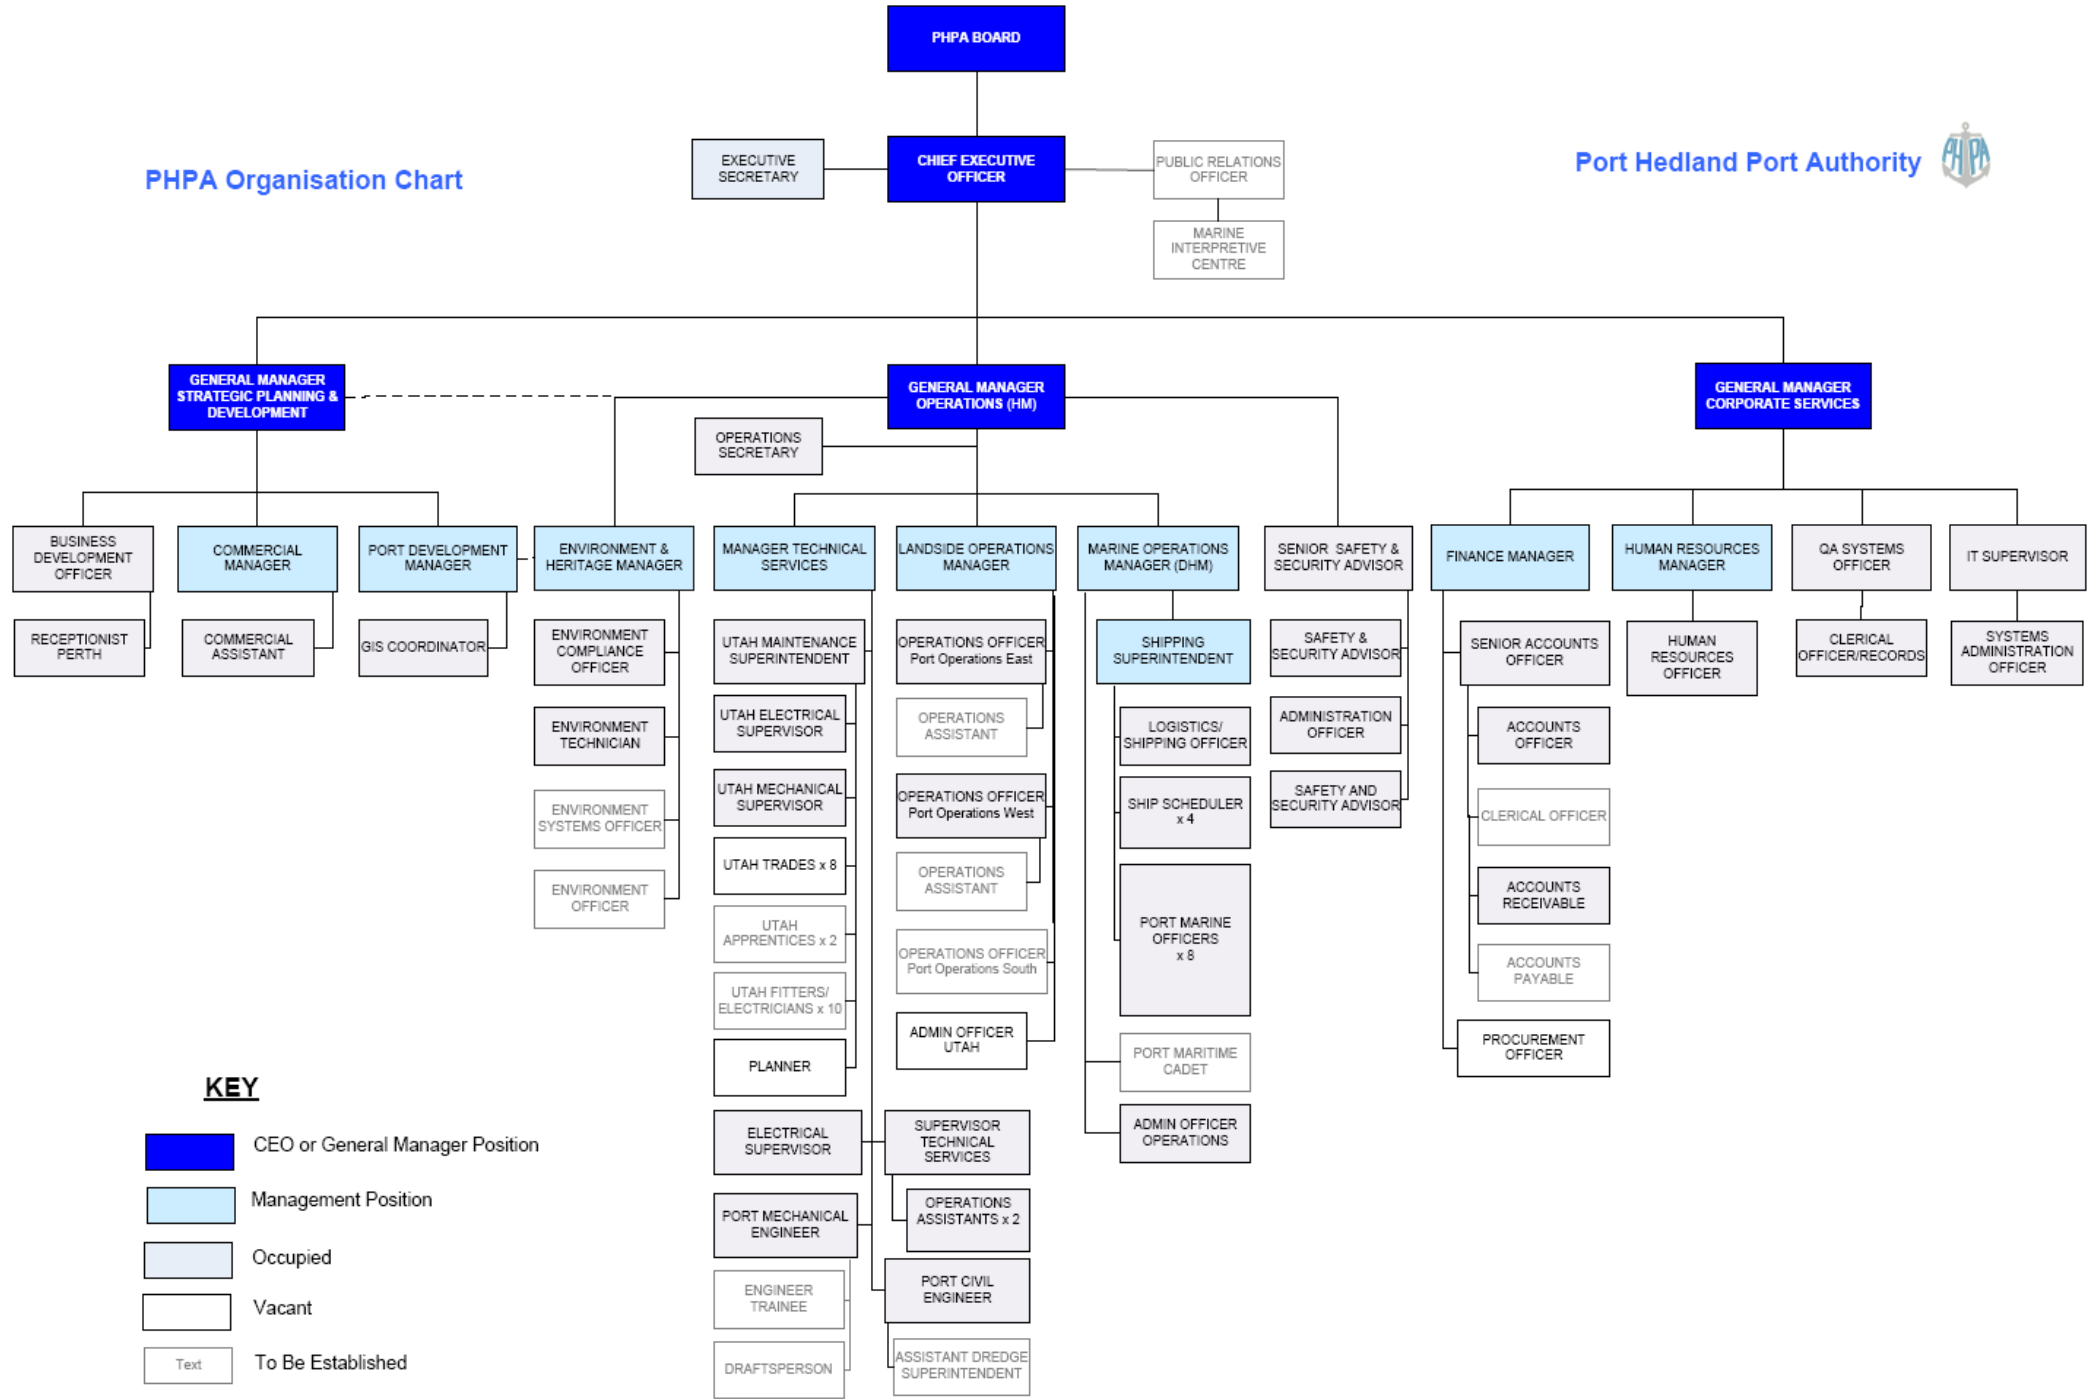 PHPA BOARD
PHPA Organisation Chart
EXECUTIVE
SECRETARY
CHIEF EXECUTIVE
OFFICER
PUBLIC RELATIONS
OFFICER
MARINE
INTERPRETIVE
CENTRE
Port Hedland Port Authority
PHPA
GENERAL MANAGER
STRATEGIC PLANNING &
DEVELOPMENT
GENERAL MANAGER
OPERATIONS (HM)
GENERAL MANAGER
CORPORATE SERVICES
OPERATIONS
SECRETARY
BUSINESS
DEVELOPMENT
OFFICER
COMMERCIAL
MANAGER
PORT DEVELOPMENT
MANAGER
ENVIRONMENT &
HERITAGE MANAGER
MANAGER TECHNICAL
SERVICES
LANDSIDE OPERATIONS
MANAGER
MARINE OPERATIONS
MANAGER (DHM)
SENIOR SAFETY &
SECURITY ADVISOR
FINANCE MANAGER
HUMAN RESOURCES
MANAGER
QA SYSTEMS
OFFICER
IT SUPERVISOR
RECEPTIONIST
PERTH
COMMERCIAL
ASSISTANT
GIS COORDINATOR
ENVIRONMENT
COMPLIANCE
OFFICER
ENVIRONMENT
TECHNICIAN
ENVIRONMENT
SYSTEMS OFFICER
ENVIRONMENT
OFFICER
UTAH MAINTENANCE
SUPERINTENDENT
UTAH ELECTRICAL
SUPERVISOR
UTAH MECHANICAL
SUPERVISOR
UTAH TRADES x 8
UTAH
APPRENTICES x 2
UTAH FITTERS/
ELECTRICIANS x 10
PLANNER
ELECTRICAL
SUPERVISOR
PORT MECHANICAL
ENGINEER
ENGINEER
TRAINEE
DRAFTSPERSON
OPERATIONS OFFICER
Port Operations East
OPERATIONS
ASSISTANT
OPERATIONS OFFICER
Port Operations West
OPERATIONS
ASSISTANT
OPERATIONS OFFICER
Port Operations South
ADMIN OFFICER
UTAH
SUPERVISOR
TECHNICAL
SERVICES
OPERATIONS
ASSISTANTS x 2
PORT CIVIL
ENGINEER
ASSISTANT DREDGE
SUPERINTENDENT
SHIPPING
SUPERINTENDENT
LOGISTICS/
SHIPPING OFFICER
SHIP SCHEDULER
x 4
PORT MARINE
OFFICERS
x 8
PORT MARITIME
CADET
ADMIN OFFICER
OPERATIONS
SAFETY &
SECURITY ADVISOR
ADMINISTRATION
OFFICER
SAFETY AND
SECURITY ADVISOR
SENIOR ACCOUNTS
OFFICER
ACCOUNTS
OFFICER
CLERICAL OFFICER
ACCOUNTS
RECEIVABLE
ACCOUNTS
PAYABLE
PROCUREMENT
OFFICER
HUMAN
RESOURCES
OFFICER
CLERICAL
OFFICER/RECORDS
SYSTEMS
ADMINISTRATION
OFFICER
KEY
CEO or General Manager Position
Management Position
Occupied
Vacant
Text
To Be Established